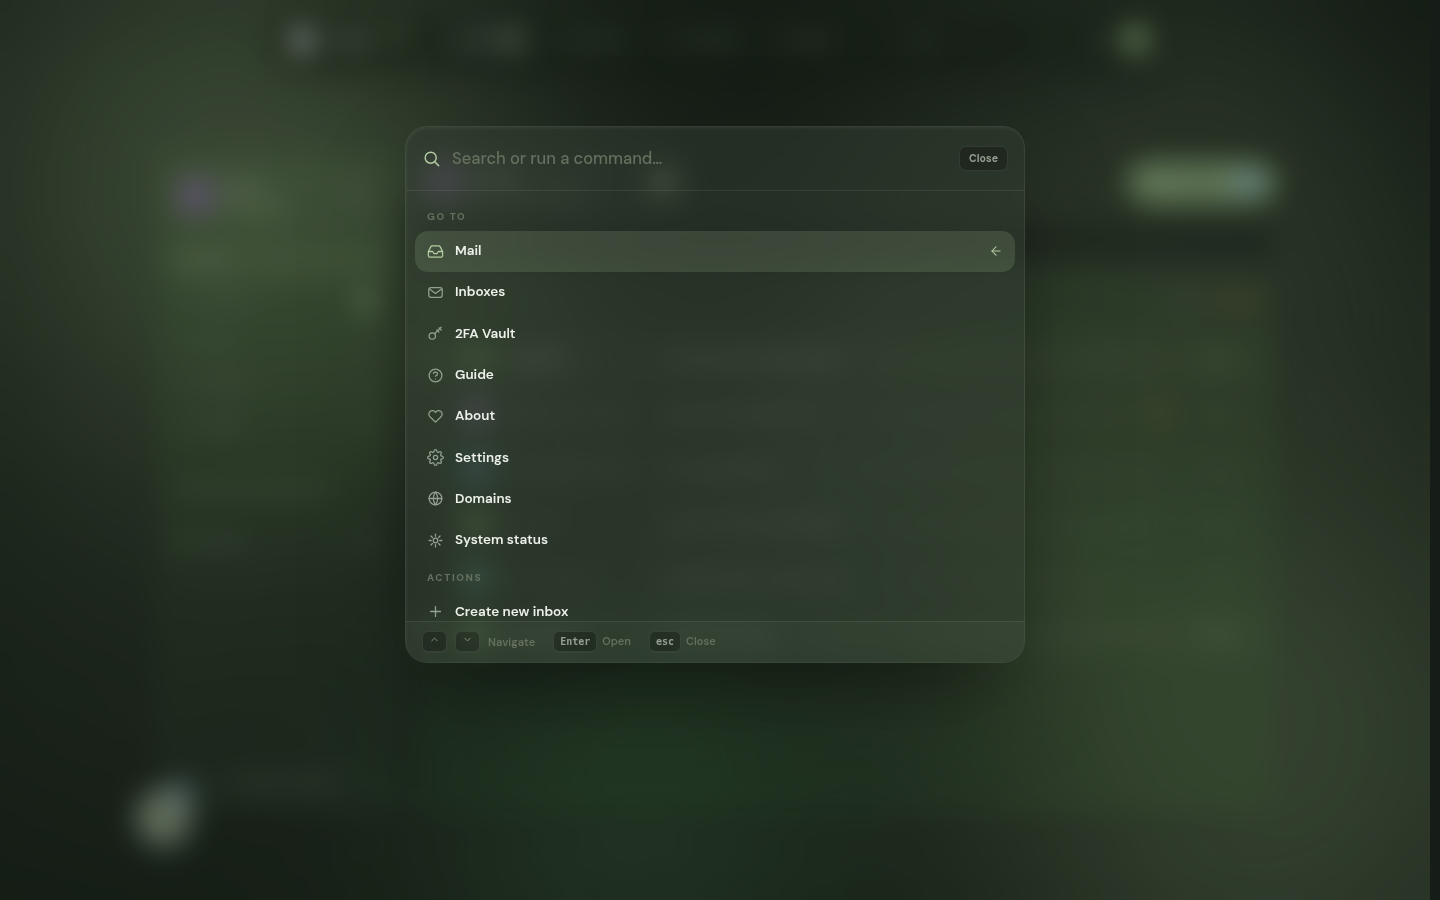 Search or run a command...
Close
GO TO
Mail
Inboxes
2FA Vault
Guide
About
Settings
Domains
System status
ACTIONS
Create new inbox
Navigate Enter Open esc Close